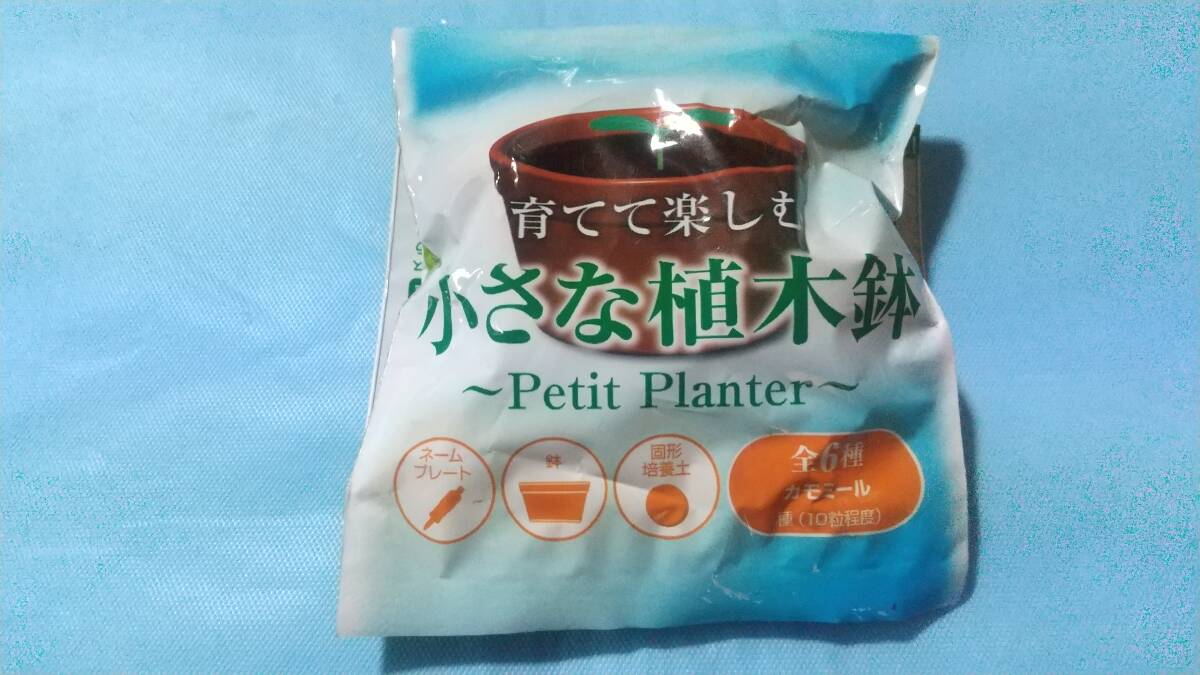 育てて楽しむ
小さな植木鉢
～Petit Planter～
ネーム
プレート
鉢
固形
培養土
全6種
カモミール
種（10粒程度）